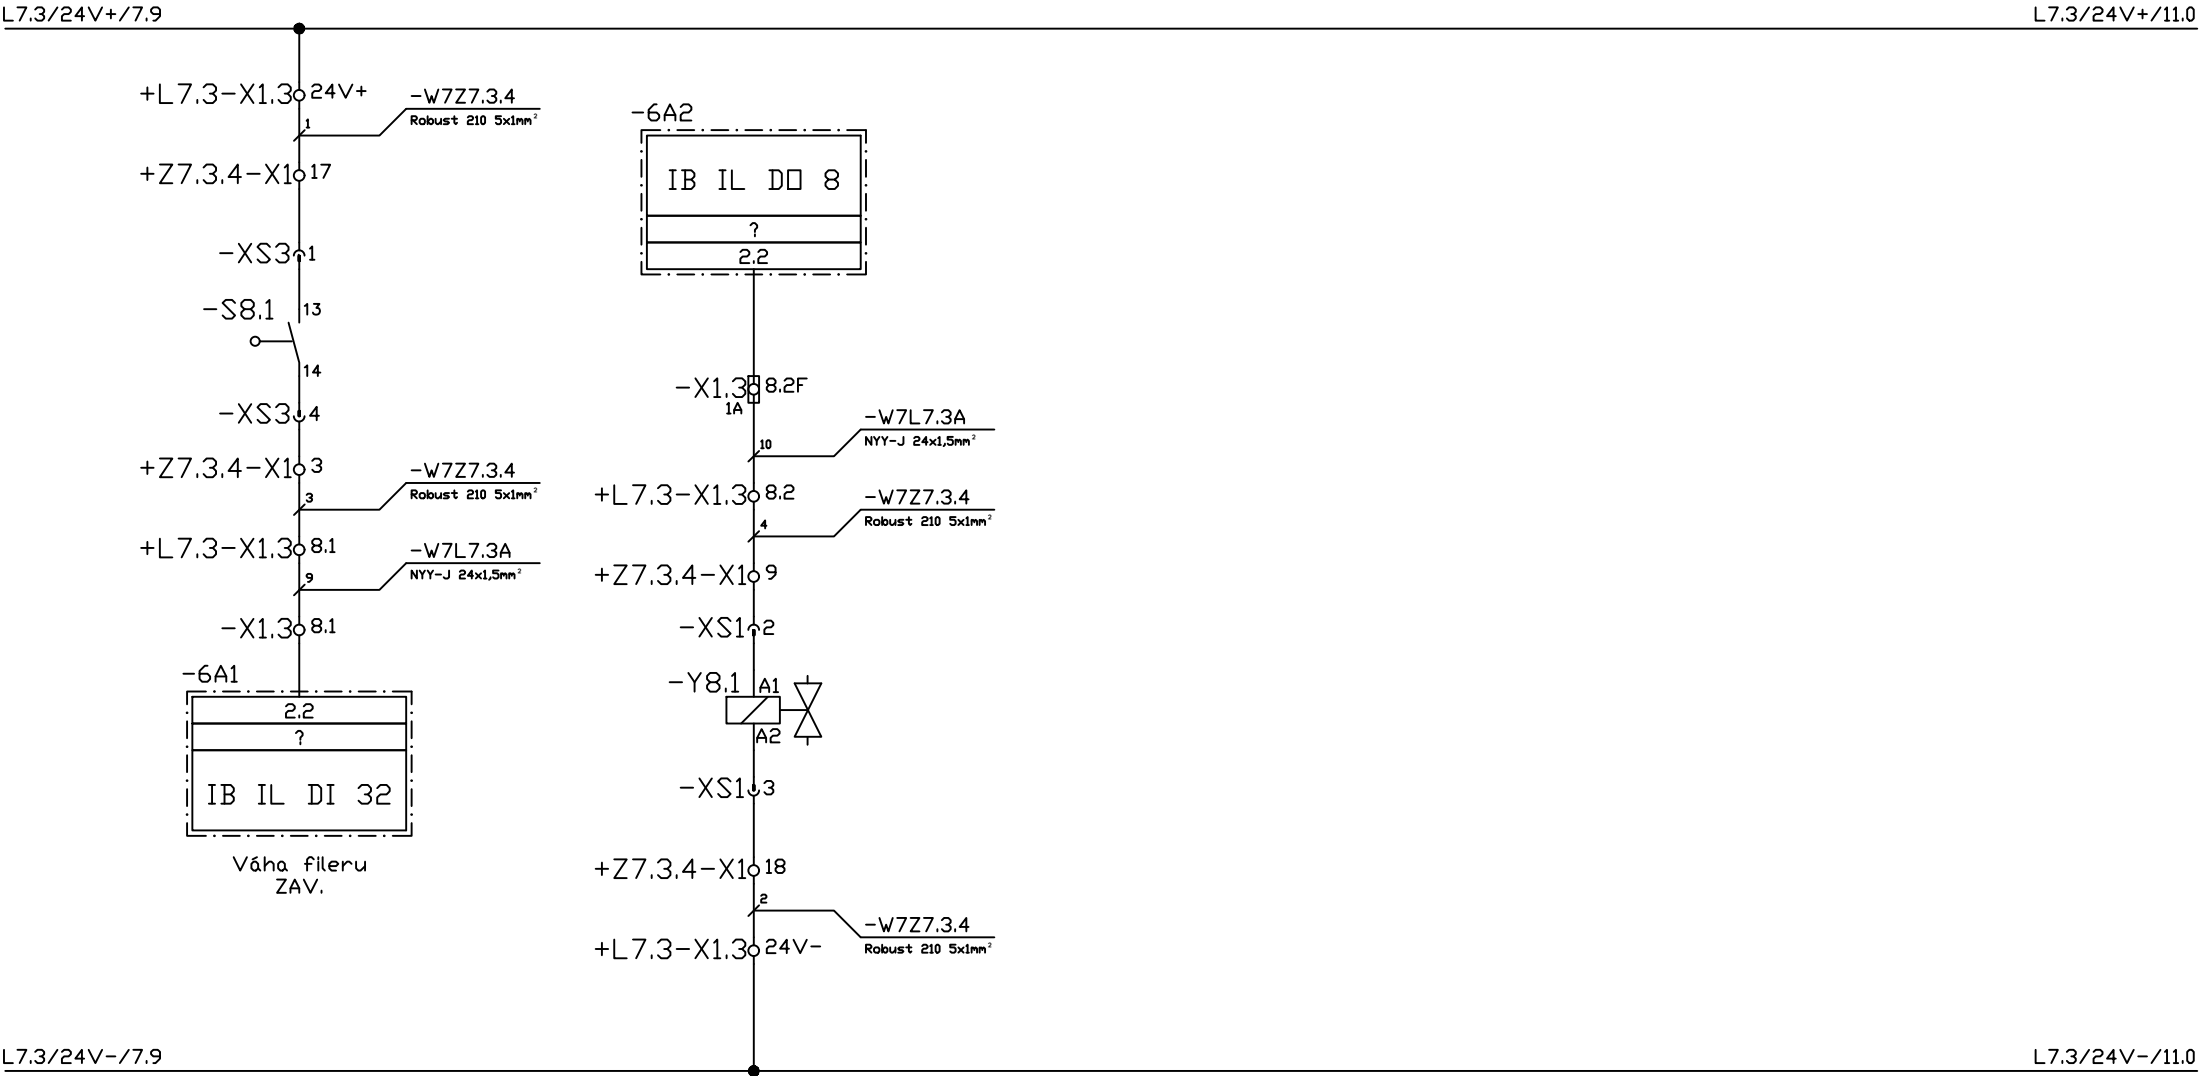 L7.3/24V+/7.9
L7.3/24V+/11.0
+L7.3-X1.3 24V+
-W7Z7.3.4
Robust 210 5x1mm²
1
+Z7.3.4-X1 17
-XS3 1
-S8.1 13
14
-XS3 4
+Z7.3.4-X1 3
-W7Z7.3.4
Robust 210 5x1mm²
3
+L7.3-X1.3 8.1
-W7L7.3A
NYY-J 24x1,5mm²
9
-X1.3 8.1
-6A1
2.2
?
IB IL DI 32
Váha fileru
ZAV.
-6A2
IB IL DO 8
?
2.2
-X1.3 8.2F
1A
-W7L7.3A
NYY-J 24x1,5mm²
10
+L7.3-X1.3 8.2
-W7Z7.3.4
Robust 210 5x1mm²
4
+Z7.3.4-X1 9
-XS1 2
-Y8.1 A1
A2
-XS1 3
+Z7.3.4-X1 18
2
-W7Z7.3.4
Robust 210 5x1mm²
+L7.3-X1.3 24V-
L7.3/24V-/7.9
L7.3/24V-/11.0